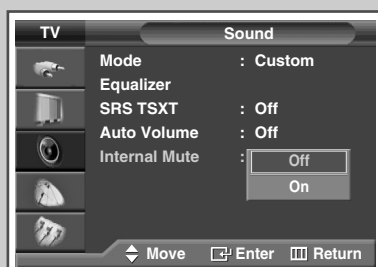 TV Sound
Mode : Custom
Equalizer
SRS TSXT : Off
Auto Volume : Off
Internal Mute : Off
On
Move Enter Return